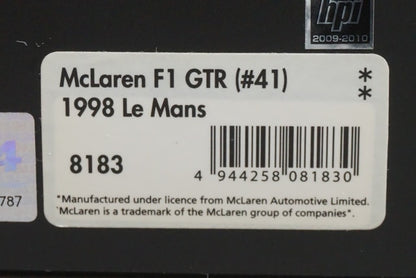 hpi
2009-2010
McLaren F1 GTR (#41) *
1998 Le Mans *
8183
4 944258 081830
4
787
*Manufactured under licence from McLaren Automotive Limited.
'McLaren is a trademark of the McLaren group of companies*.